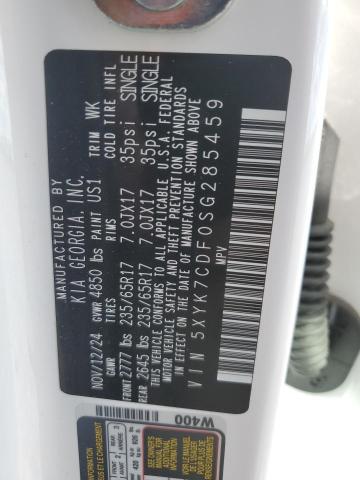 MANUFACTURED BY
KIA GEORGIA, INC.
NOV/12/24 GVWR 4850 lbs PAINT US1 TRIM WK
TIRES RIMS COLD TIRE INFL
FRONT 2777 lbs 235/65R17 7.0JX17 35psi SINGLE
REAR 2645 lbs 235/65R17 7.0JX17 35psi SINGLE
THIS VEHICLE CONFORMS TO ALL APPLICABLE U.S.A. FEDERAL
MOTOR VEHICLE SAFETY AND THEFT PREVENTION STANDARDS
IN EFFECT ON THE DATE OF MANUFACTURE SHOWN ABOVE.
VIN 5XYK7CDF0SG285459
MPV
W400